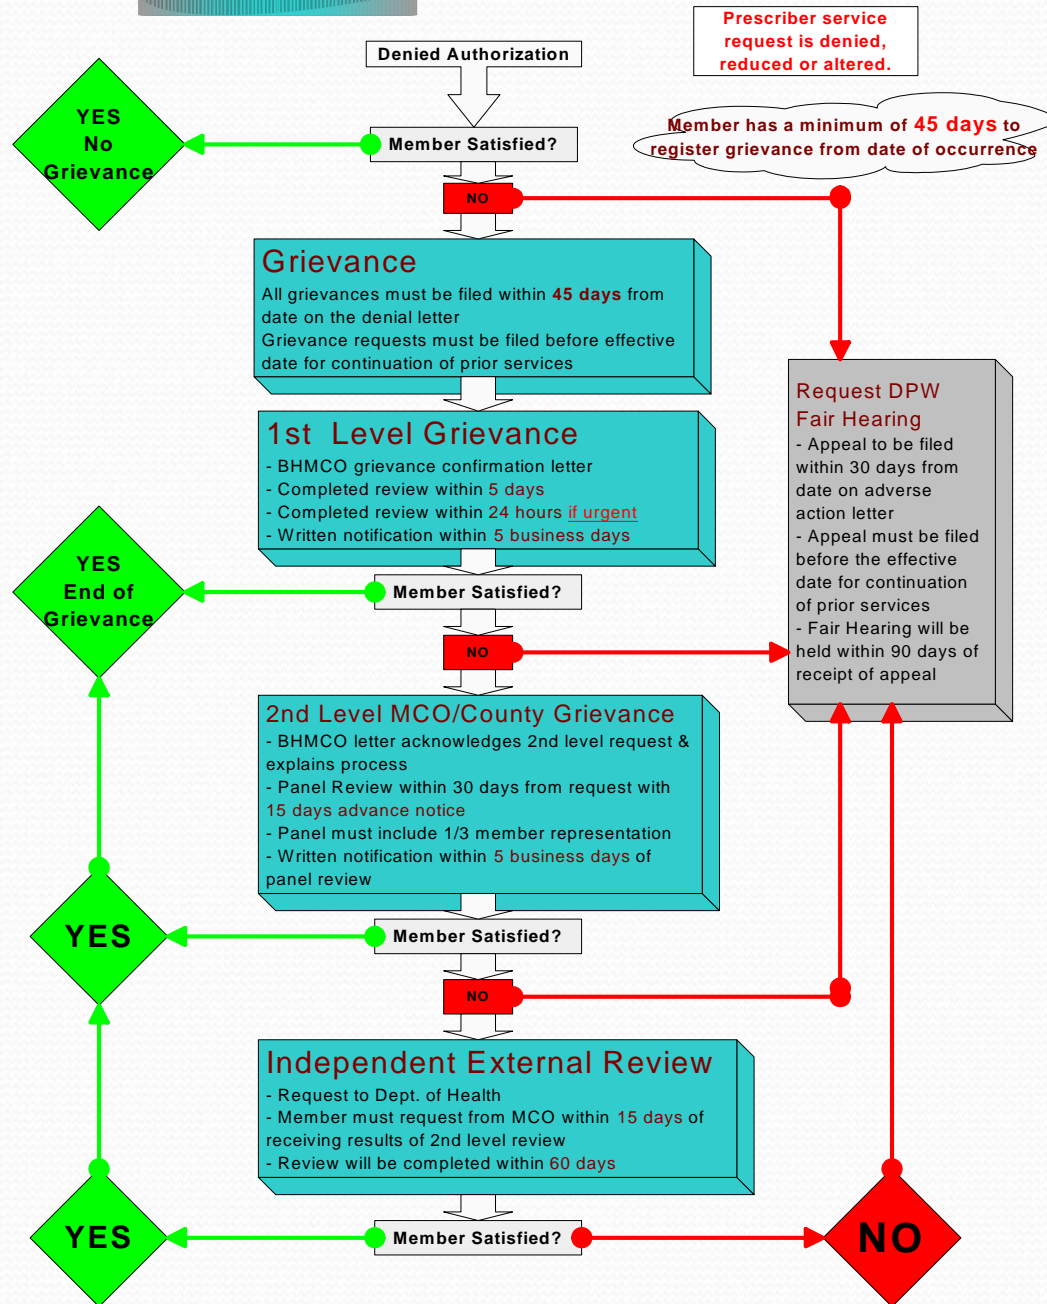 Prescriber service
request is denied,
reduced or altered.
Denied Authorization
YES
No
Grievance
Member Satisfied?
Member has a minimum of 45 days to
register grievance from date of occurrence
NO
Grievance
All grievances must be filed within 45 days from
date on the denial letter
Grievance requests must be filed before effective
date for continuation of prior services
Request DPW
Fair Hearing
- Appeal to be filed
within 30 days from
date on adverse
action letter
- Appeal must be filed
before the effective
date for continuation
of prior services
- Fair Hearing will be
held within 90 days of
receipt of appeal
1st Level Grievance
- BHMCO grievance confirmation letter
- Completed review within 5 days
- Completed review within 24 hours if urgent
- Written notification within 5 business days
YES
End of
Grievance
Member Satisfied?
NO
2nd Level MCO/County Grievance
- BHMCO letter acknowledges 2nd level request &
explains process
- Panel Review within 30 days from request with
15 days advance notice
- Panel must include 1/3 member representation
- Written notification within 5 business days of
panel review
YES
Member Satisfied?
NO
Independent External Review
- Request to Dept. of Health
- Member must request from MCO within 15 days of
receiving results of 2nd level review
- Review will be completed within 60 days
YES
Member Satisfied?
NO